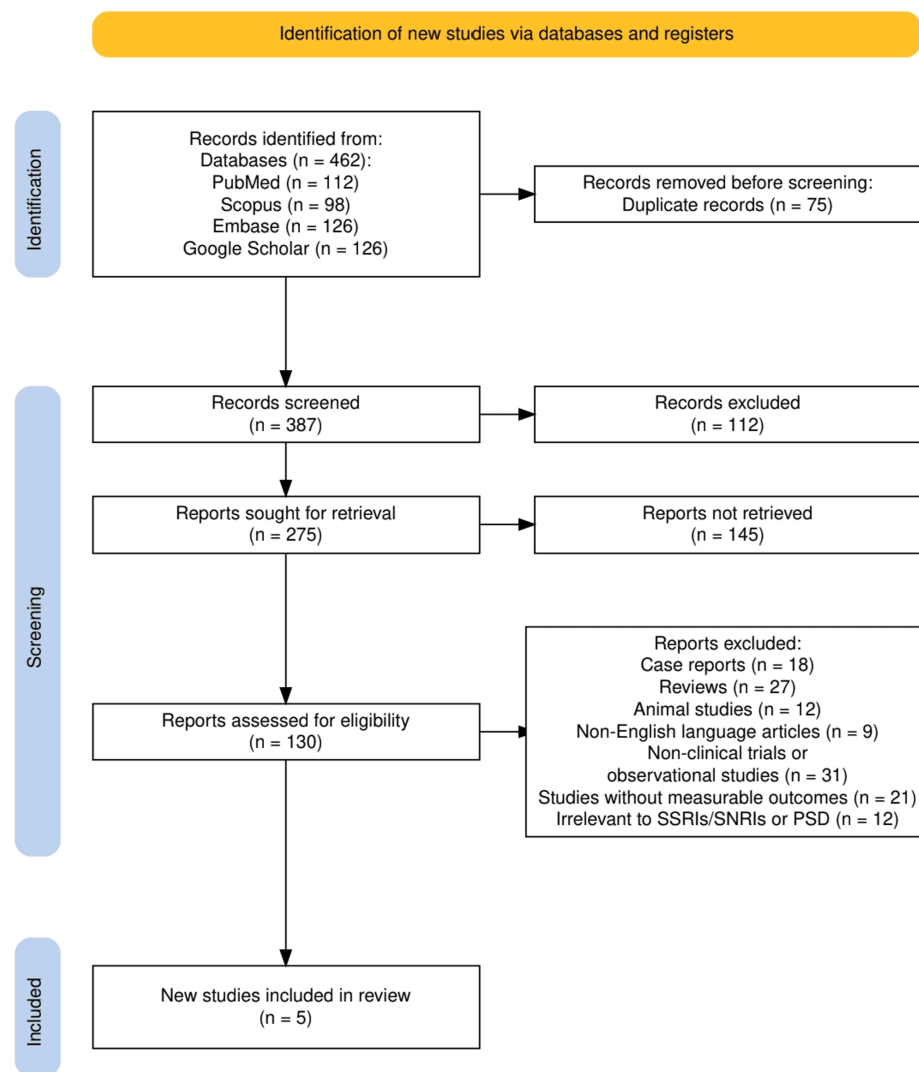 Identification of new studies via databases and registers
Identification
Records identified from:
Databases (n = 462):
PubMed (n = 112)
Scopus (n = 98)
Embase (n = 126)
Google Scholar (n = 126)
Records removed before screening:
Duplicate records (n = 75)
Screening
Records screened
(n = 387)
Records excluded
(n = 112)
Reports sought for retrieval
(n = 275)
Reports not retrieved
(n = 145)
Reports assessed for eligibility
(n = 130)
Reports excluded:
Case reports (n = 18)
Reviews (n = 27)
Animal studies (n = 12)
Non-English language articles (n = 9)
Non-clinical trials or
observational studies (n = 31)
Studies without measurable outcomes (n = 21)
Irrelevant to SSRIs/SNRIs or PSD (n = 12)
Included
New studies included in review
(n = 5)